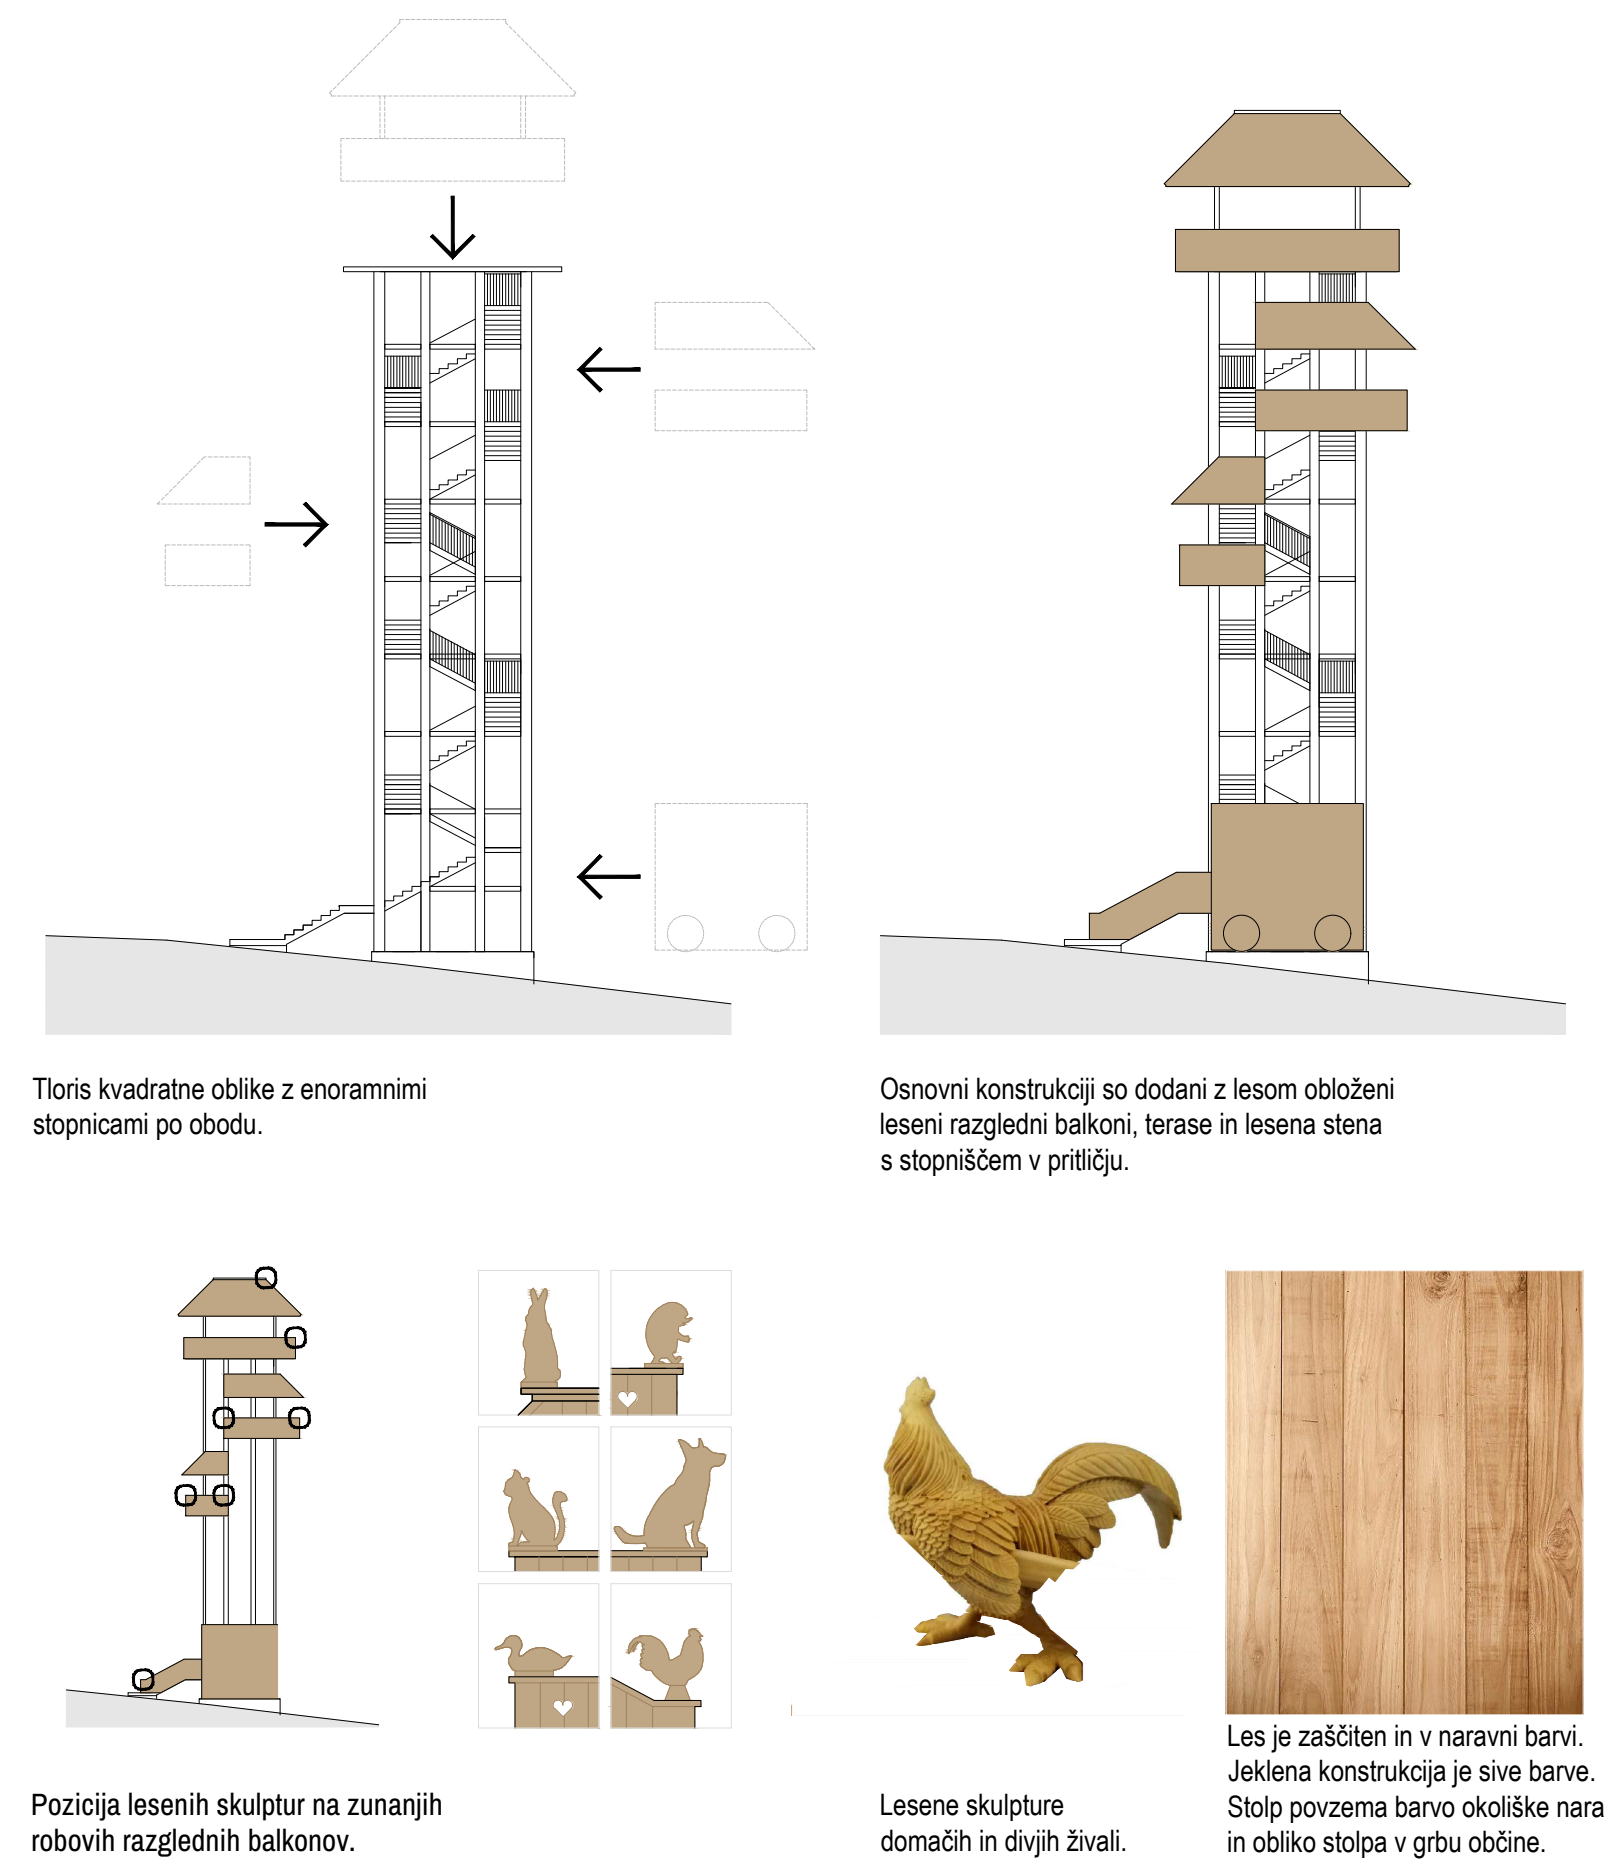 Tloris kvadratne oblike z enoramnimi
stopnicami po obodu.
Osnovni konstrukciji so dodani z lesom obloženi
leseni razgledni balkoni, terase in lesena stena
s stopniščem v pritličju.
Pozicija lesenih skulptur na zunanjih
robovih razglednih balkonov.
Lesene skulpture
domačih in divjih živali.
Les je zaščiten in v naravni barvi.
Jeklena konstrukcija je sive barve.
Stolp povzema barvo okoliške nara
in obliko stolpa v grbu občine.